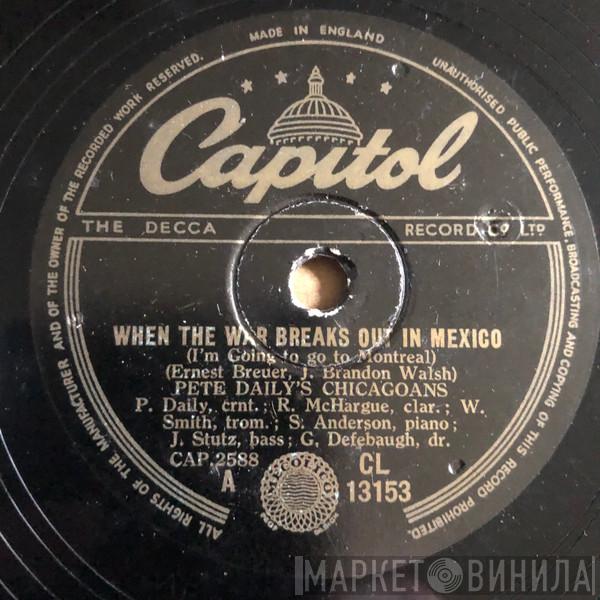 MADE IN ENGLAND
ALL RIGHTS OF THE MANUFACTURER AND OF THE OWNER OF THE RECORDED WORK RESERVED.
UNAUTHORISED PUBLIC PERFORMANCE, BROADCASTING AND COPYING OF THIS RECORD PROHIBITED.
Capitol
THE DECCA RECORD CO LTD
WHEN THE WAR BREAKS OUT IN MEXICO
(I'm Going to go to Montreal)
(Ernest Breuer, J. Brandon Walsh)
PETE DAILY'S CHICAGOANS
P. Daily, crnt.; R. McHargue, clar.; W.
Smith, trom.; S. Anderson, piano;
J. Stutz, bass; G. Defebaugh, dr.
CAP.2588
A
CL
13153
МАРКЕТ ВИНИЛА